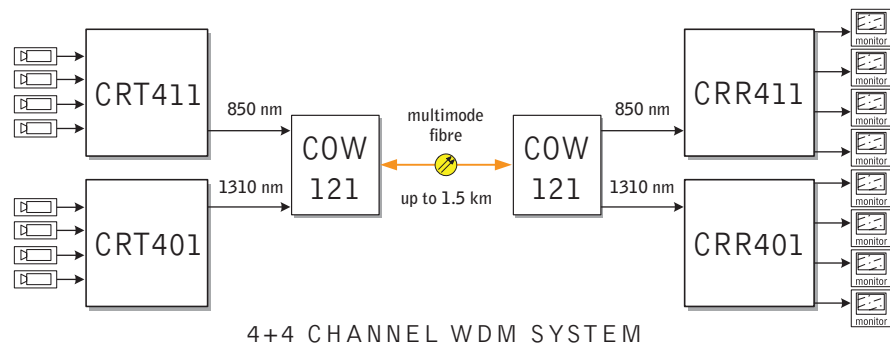 CRT411
850 nm
COW
121
multimode
fibre
up to 1.5 km
COW
121
850 nm
CRR411
monitor
monitor
monitor
monitor
CRT401
1310 nm
1310 nm
CRR401
monitor
monitor
monitor
monitor
4+4 CHANNEL WDM SYSTEM